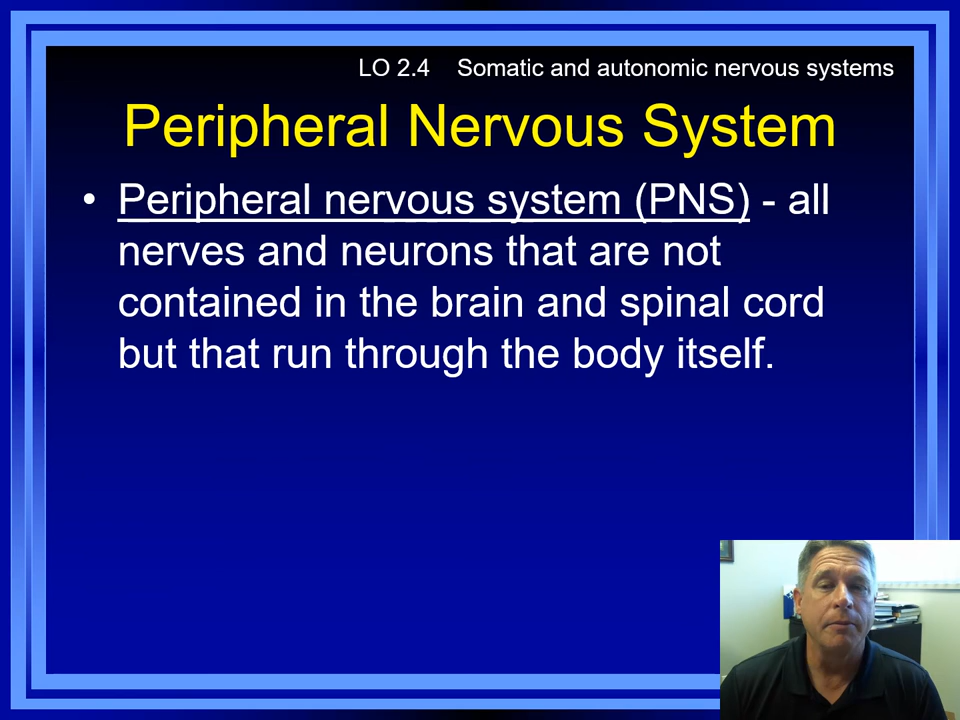 LO 2.4 Somatic and autonomic nervous systems
Peripheral Nervous System
• Peripheral nervous system (PNS) - all
nerves and neurons that are not
contained in the brain and spinal cord
but that run through the body itself.